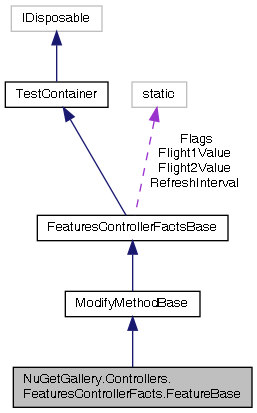 IDisposable
TestContainer
static
Flags
Flight1Value
Flight2Value
RefreshInterval
FeaturesControllerFactsBase
ModifyMethodBase
NuGetGallery.Controllers.
FeaturesControllerFacts.FeatureBase